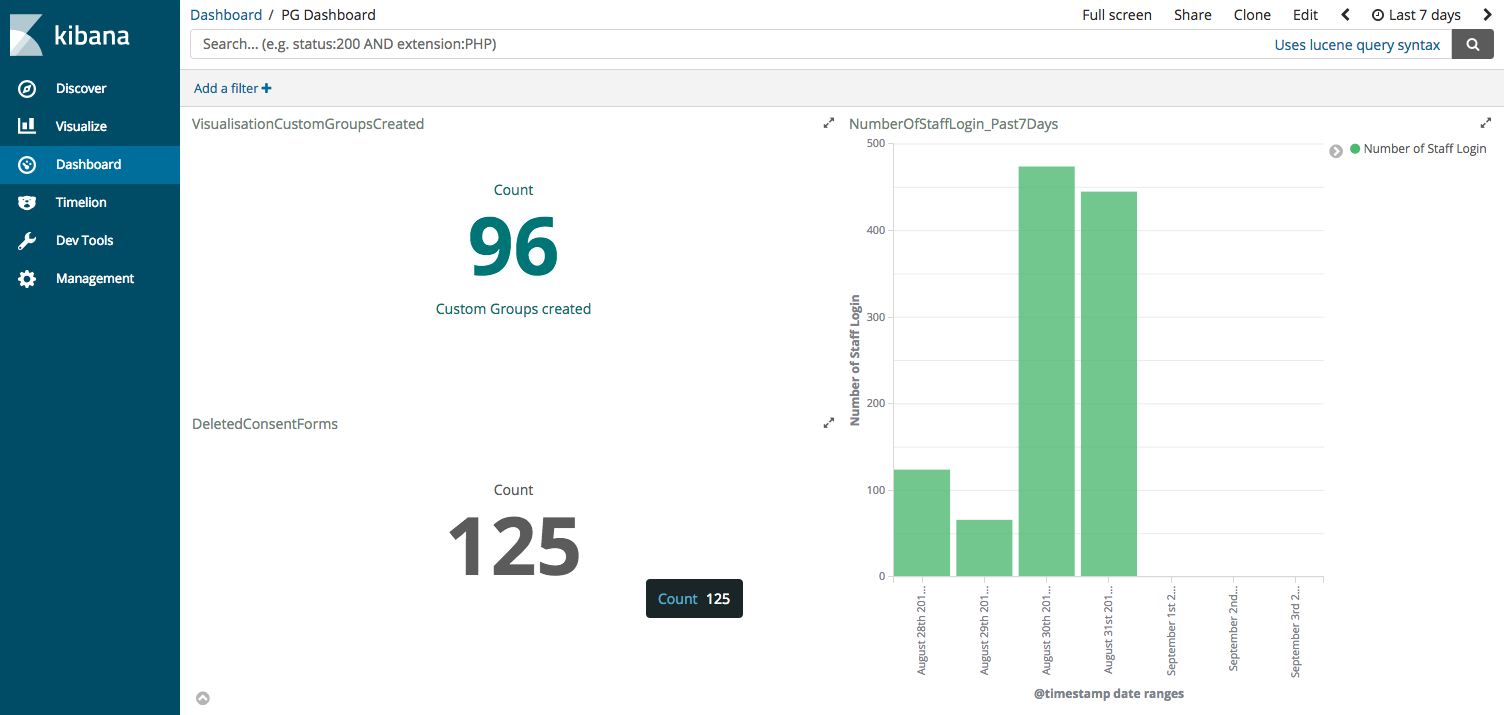 kibana
Discover
Visualize
Dashboard
Timelion
Dev Tools
Management
Dashboard / PG Dashboard
Full screen Share Clone Edit Last 7 days
Search... (e.g. status:200 AND extension:PHP)
Uses lucene query syntax
Add a filter
VisualisationCustomGroupsCreated
Count
96
Custom Groups created
DeletedConsentForms
Count
125
Count 125
NumberOfStaffLogin_Past7Days
Number of Staff Login
500
400
300
200
100
0
Number of Staff Login
August 28th 201...
August 29th 201...
August 30th 201...
August 31st 201...
September 1st 2...
September 2nd...
September 3rd 2...
@timestamp date ranges